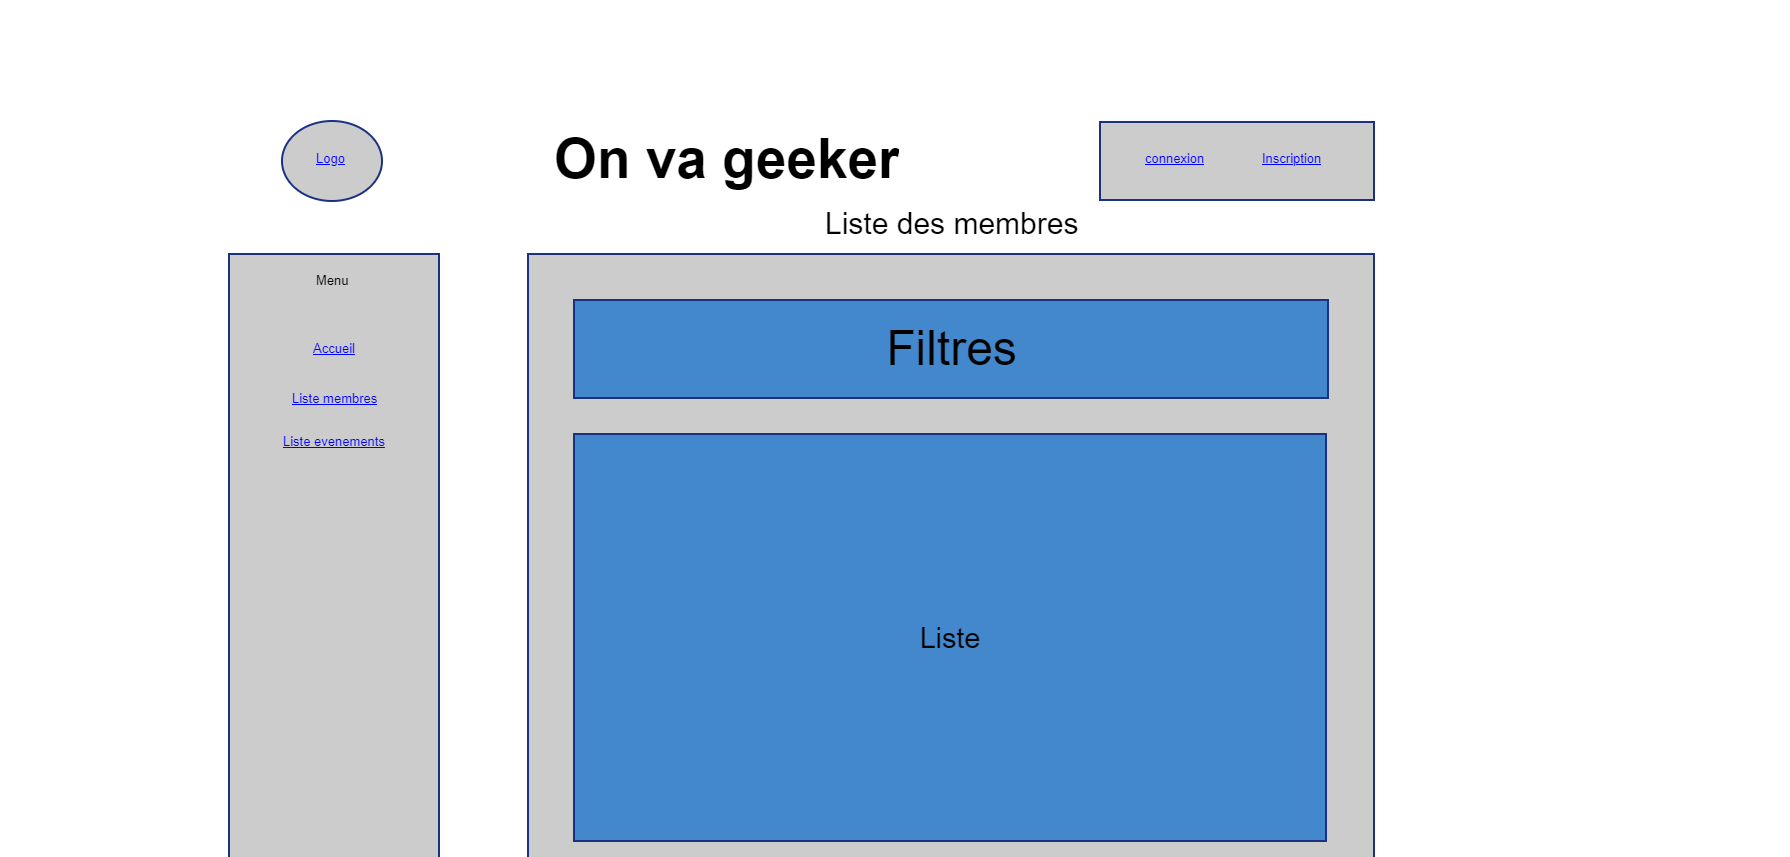 Logo
On va geeker
connexion
Inscription
Liste des membres
Menu
Accueil
Liste membres
Liste evenements
Filtres
Liste